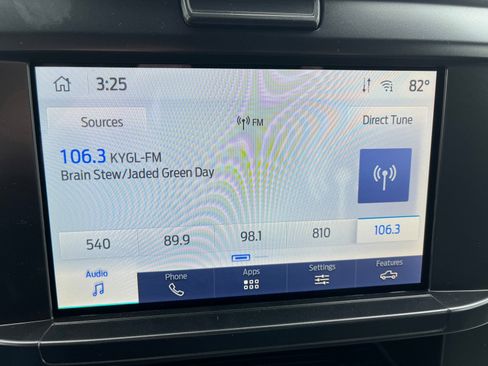 3:25 82°
Sources FM Direct Tune
106.3 KYGL-FM
Brain Stew/Jaded Green Day
540 89.9 98.1 810 106.3
Audio Phone Apps Settings Features